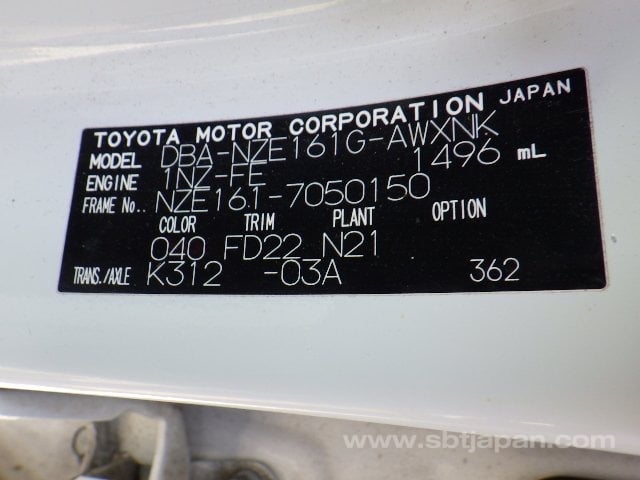 TOYOTA MOTOR CORPORATION JAPAN
MODEL DBA-NZE161G-AWXNK
ENGINE 1NZ-FE 1496 mL
FRAME No. NZE161-7050150
COLOR TRIM PLANT OPTION
040 FD22 N21
TRANS./AXLE K312 -03A 362
www.sbtjapan.com